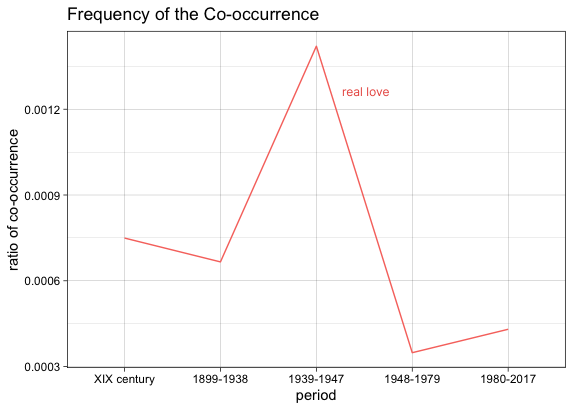 Frequency of the Co-occurrence
real love
0.0012
0.0009
0.0006
0.0003
ratio of co-occurrence
XIX century 1899-1938 1939-1947 1948-1979 1980-2017
period